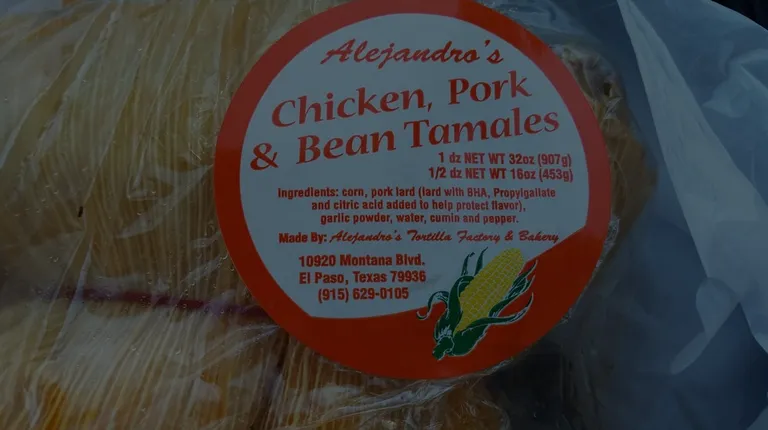 Alejandro's
Chicken, Pork
& Bean Tamales
1 dz NET WT 32oz (907g)
1/2 dz NET WT 16oz (453g)
Ingredients: corn, pork lard (lard with BHA, Propylgallate
and citric acid added to help protect flavor),
garlic powder, water, cumin and pepper.
Made By: Alejandro's Tortilla Factory & Bakery
10920 Montana Blvd.
El Paso, Texas 79936
(915) 629-0105